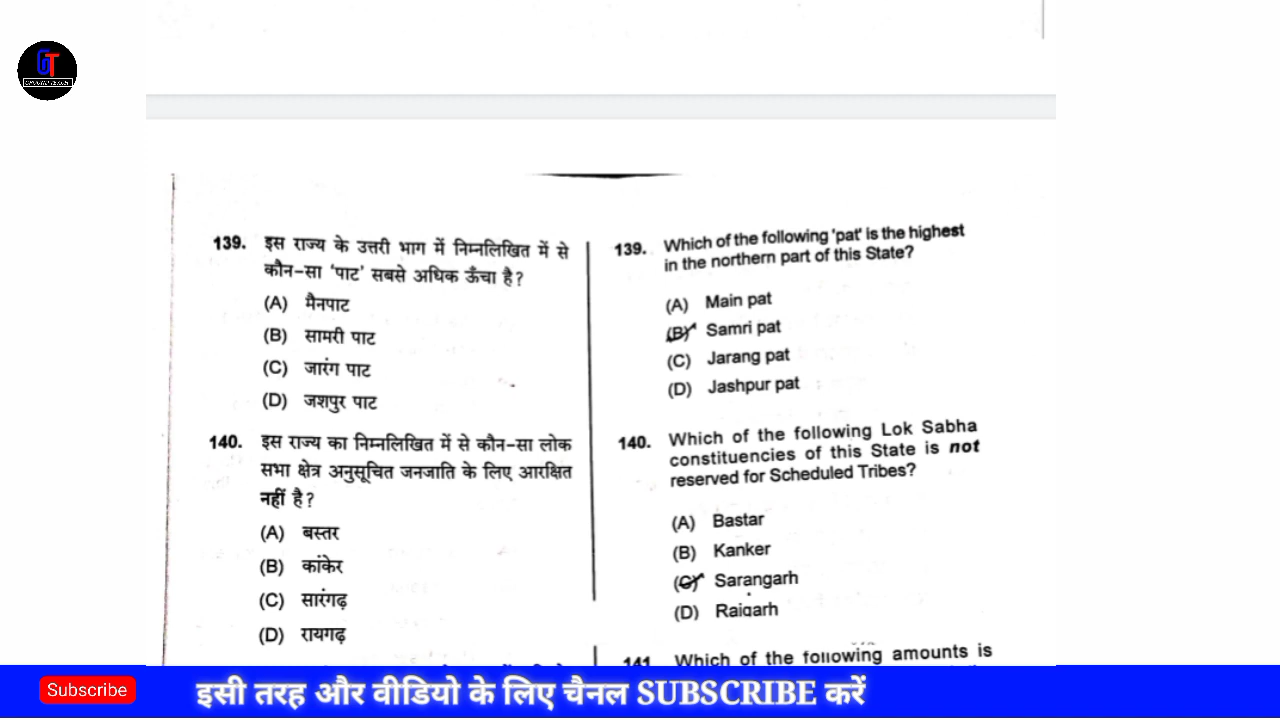 GT
139. इस राज्य के उत्तरी भाग में निम्नलिखित में से
कौन-सा 'पाट' सबसे अधिक ऊँचा है?
(A) मैनपाट
(B) सामरी पाट
(C) जारंग पाट
(D) जशपुर पाट
140. इस राज्य का निम्नलिखित में से कौन-सा लोक
सभा क्षेत्र अनुसूचित जनजाति के लिए आरक्षित
नहीं है?
(A) बस्तर
(B) कांकेर
(C) सारंगढ़
(D) रायगढ़
139. Which of the following 'pat' is the highest
in the northern part of this State?
(A) Main pat
(B) Samri pat
(C) Jarang pat
(D) Jashpur pat
140. Which of the following Lok Sabha
constituencies of this State is not
reserved for Scheduled Tribes?
(A) Bastar
(B) Kanker
(C) Sarangarh
(D) Raigarh
141 Which of the following amounts is
Subscribe
इसी तरह और वीडियो के लिए चैनल SUBSCRIBE करें